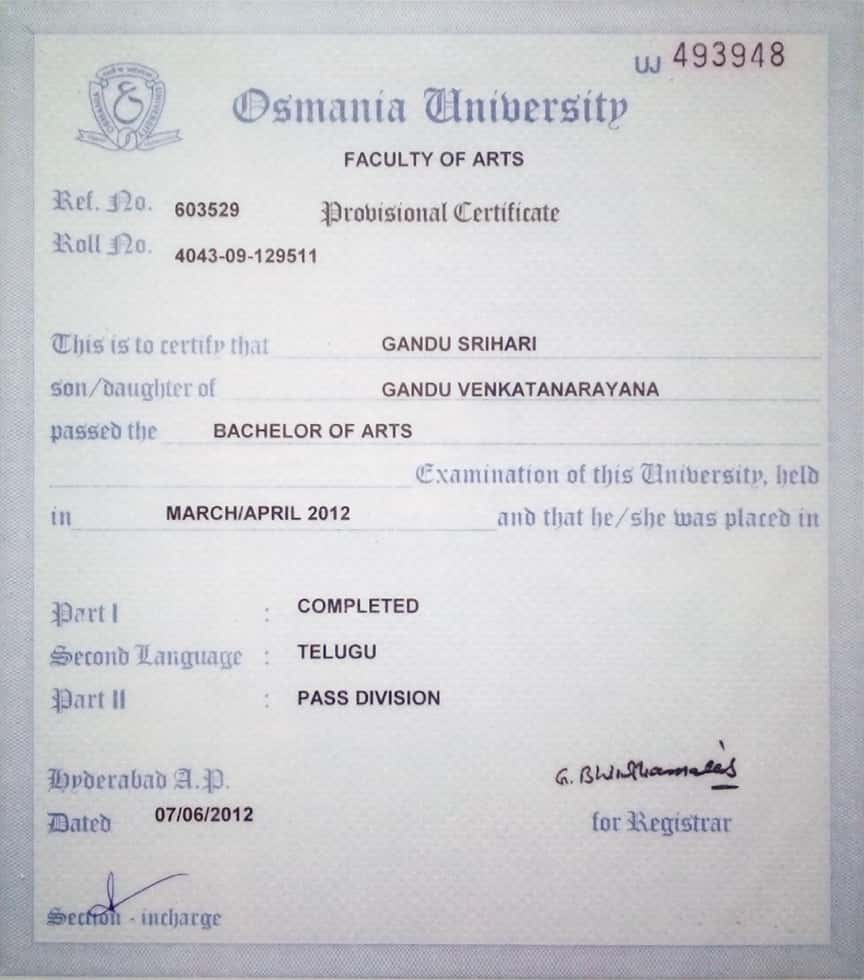 UJ 493948
Osmania University
FACULTY OF ARTS
Ref. No. 603529
Provisional Certificate
Roll No. 4043-09-129511
This is to certify that GANDU SRIHARI
son/daughter of GANDU VENKATANARAYANA
passed the BACHELOR OF ARTS
Examination of this University, held
in MARCH/APRIL 2012 and that he/she was placed in
Part I : COMPLETED
Second Language : TELUGU
Part II : PASS DIVISION
Hyderabad A.P.
Dated 07/06/2012
for Registrar
Section - incharge